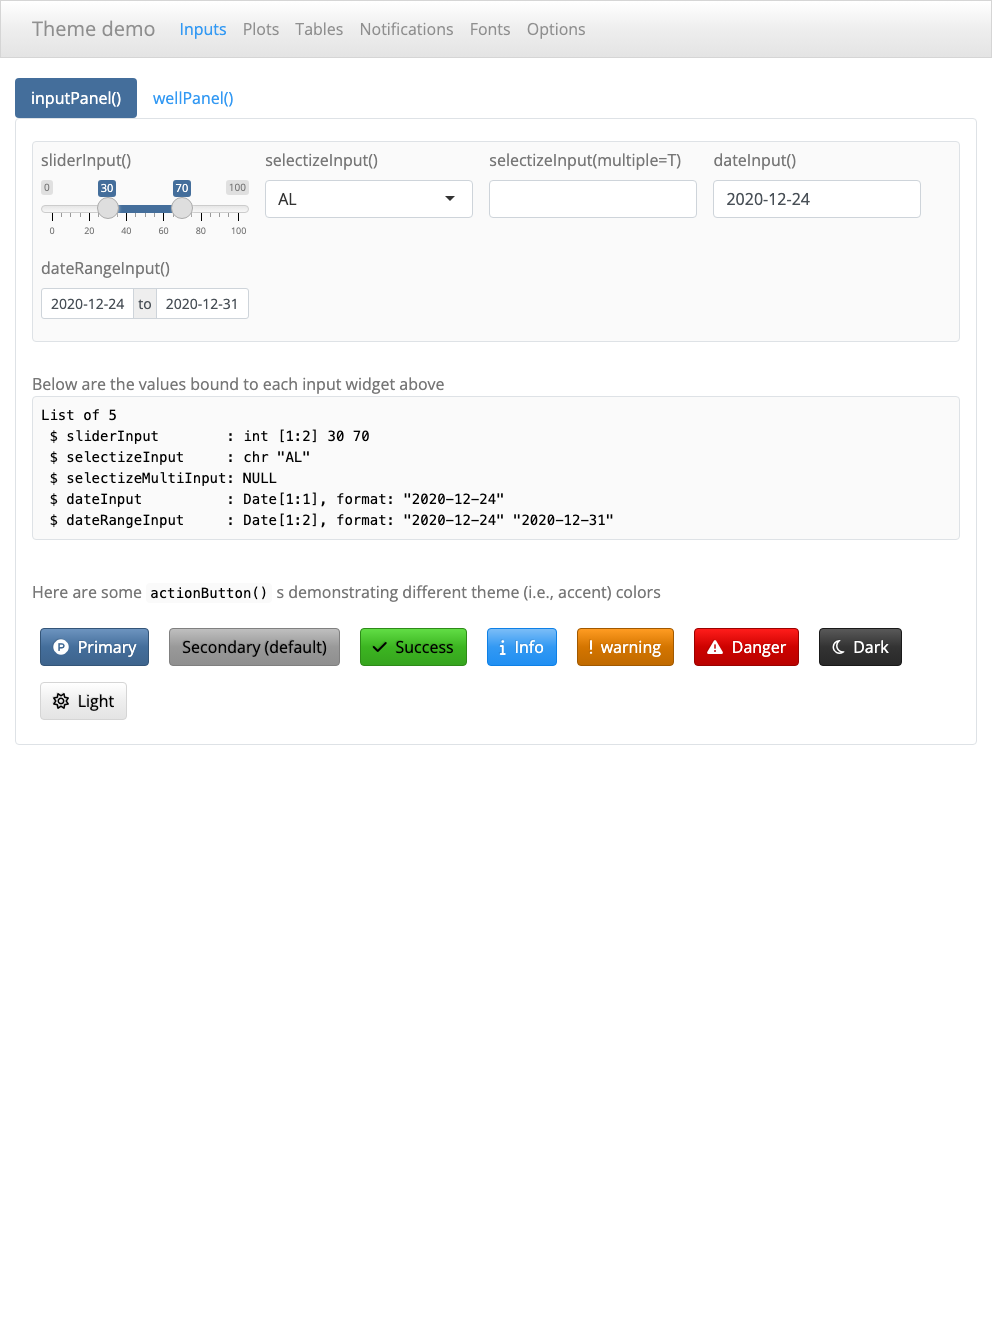 Theme demo Inputs Plots Tables Notifications Fonts Options
inputPanel() wellPanel()
sliderInput() selectizeInput() selectizeInput(multiple=T) dateInput()
0 30 70 100
AL 2020-12-24
0 20 40 60 80 100
dateRangeInput()
2020-12-24 to 2020-12-31
Below are the values bound to each input widget above
List of 5
$ sliderInput : int [1:2] 30 70
$ selectizeInput : chr "AL"
$ selectizeMultiInput: NULL
$ dateInput : Date[1:1], format: "2020-12-24"
$ dateRangeInput : Date[1:2], format: "2020-12-24" "2020-12-31"
Here are some actionButton() s demonstrating different theme (i.e., accent) colors
Primary Secondary (default) Success Info warning Danger Dark
Light